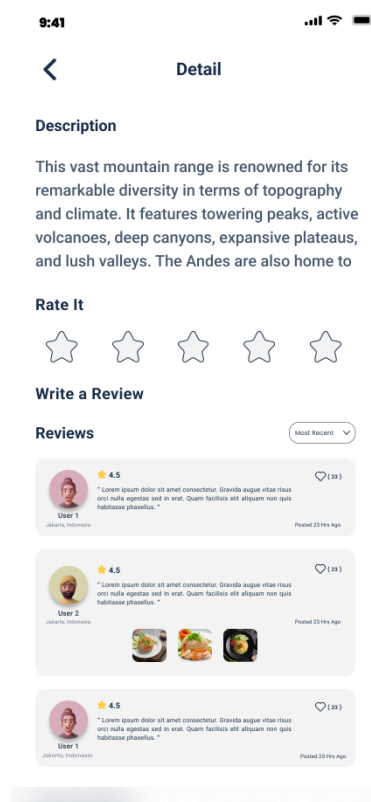 9:41
Detail
Description
This vast mountain range is renowned for its
remarkable diversity in terms of topography
and climate. It features towering peaks, active
volcanoes, deep canyons, expansive plateaus,
and lush valleys. The Andes are also home to
Rate It
Write a Review
Reviews
Most Recent
4.5
( 23 )
" Lorem ipsum dolor sit amet consectetur. Gravida augue vitae risus
orci nulla egestas sed in erat. Quam facilisis elit aliquam non quis
habitasse phasellus. "
User 1
Jakarta, Indonesia
Posted 23 Hrs Ago
4.5
( 23 )
" Lorem ipsum dolor sit amet consectetur. Gravida augue vitae risus
orci nulla egestas sed in erat. Quam facilisis elit aliquam non quis
habitasse phasellus. "
User 2
Jakarta, Indonesia
Posted 23 Hrs Ago
4.5
( 23 )
" Lorem ipsum dolor sit amet consectetur. Gravida augue vitae risus
orci nulla egestas sed in erat. Quam facilisis elit aliquam non quis
habitasse phasellus. "
User 1
Jakarta, Indonesia
Posted 23 Hrs Ago